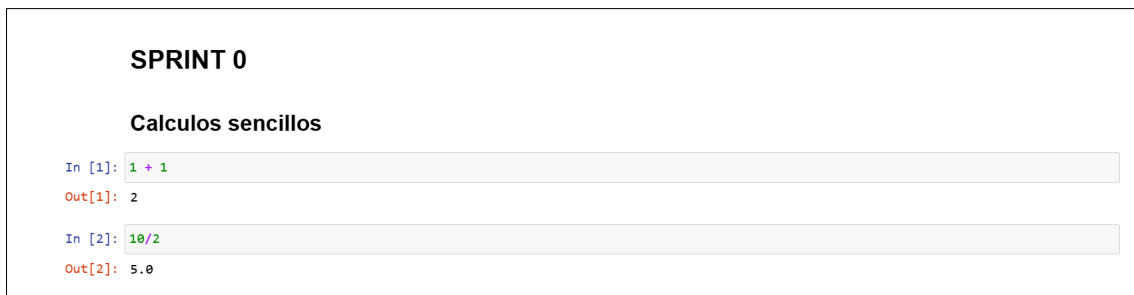 SPRINT 0
Calculos sencillos
In [1]: 1 + 1
Out[1]: 2
In [2]: 10/2
Out[2]: 5.0